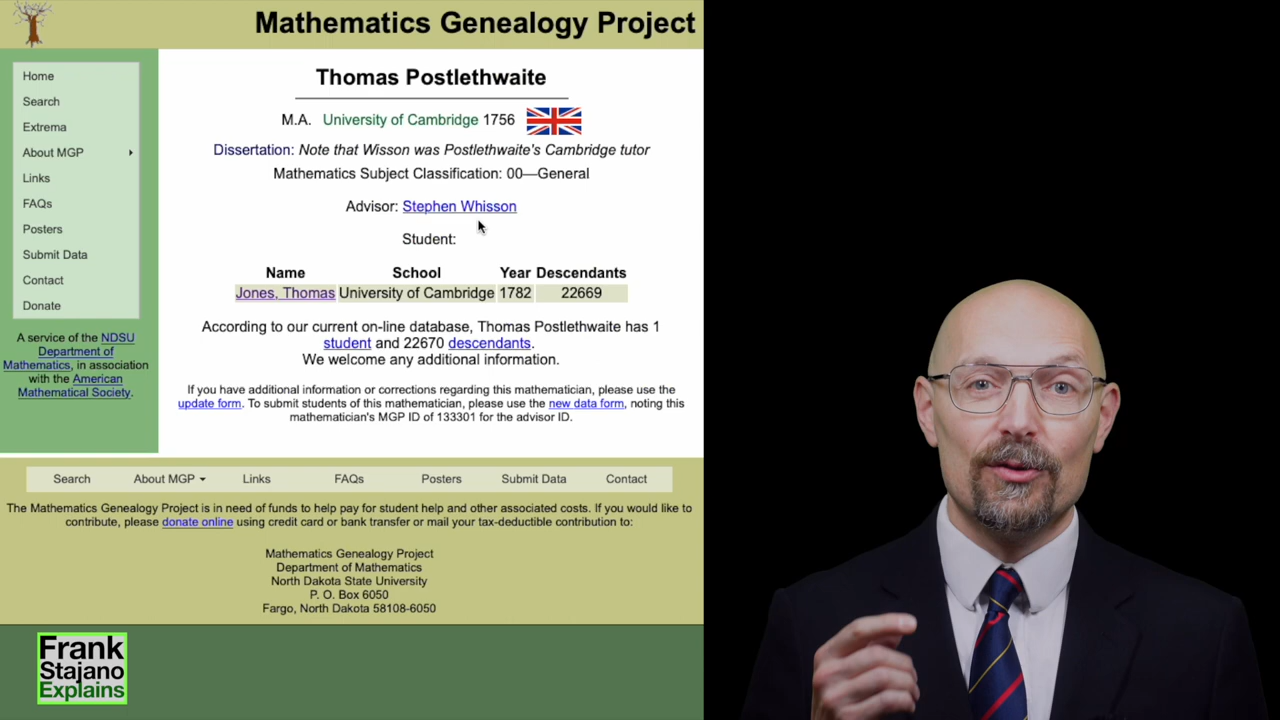 Mathematics Genealogy Project
Home
Search
Extrema
About MGP
Links
FAQs
Posters
Submit Data
Contact
Donate
A service of the NDSU
Department of
Mathematics, in association
with the American
Mathematical Society.
Thomas Postlethwaite
M.A. University of Cambridge 1756
Dissertation: Note that Wisson was Postlethwaite's Cambridge tutor
Mathematics Subject Classification: 00—General
Advisor: Stephen Whisson
Student:
Name School Year Descendants
Jones, Thomas University of Cambridge 1782 22669
According to our current on-line database, Thomas Postlethwaite has 1
student and 22670 descendants.
We welcome any additional information.
If you have additional information or corrections regarding this mathematician, please use the
update form. To submit students of this mathematician, please use the new data form, noting this
mathematician's MGP ID of 133301 for the advisor ID.
Search About MGP Links FAQs Posters Submit Data Contact
The Mathematics Genealogy Project is in need of funds to help pay for student help and other associated costs. If you would like to
contribute, please donate online using credit card or bank transfer or mail your tax-deductible contribution to:
Mathematics Genealogy Project
Department of Mathematics
North Dakota State University
P. O. Box 6050
Fargo, North Dakota 58108-6050
Frank
Stajano
Explains